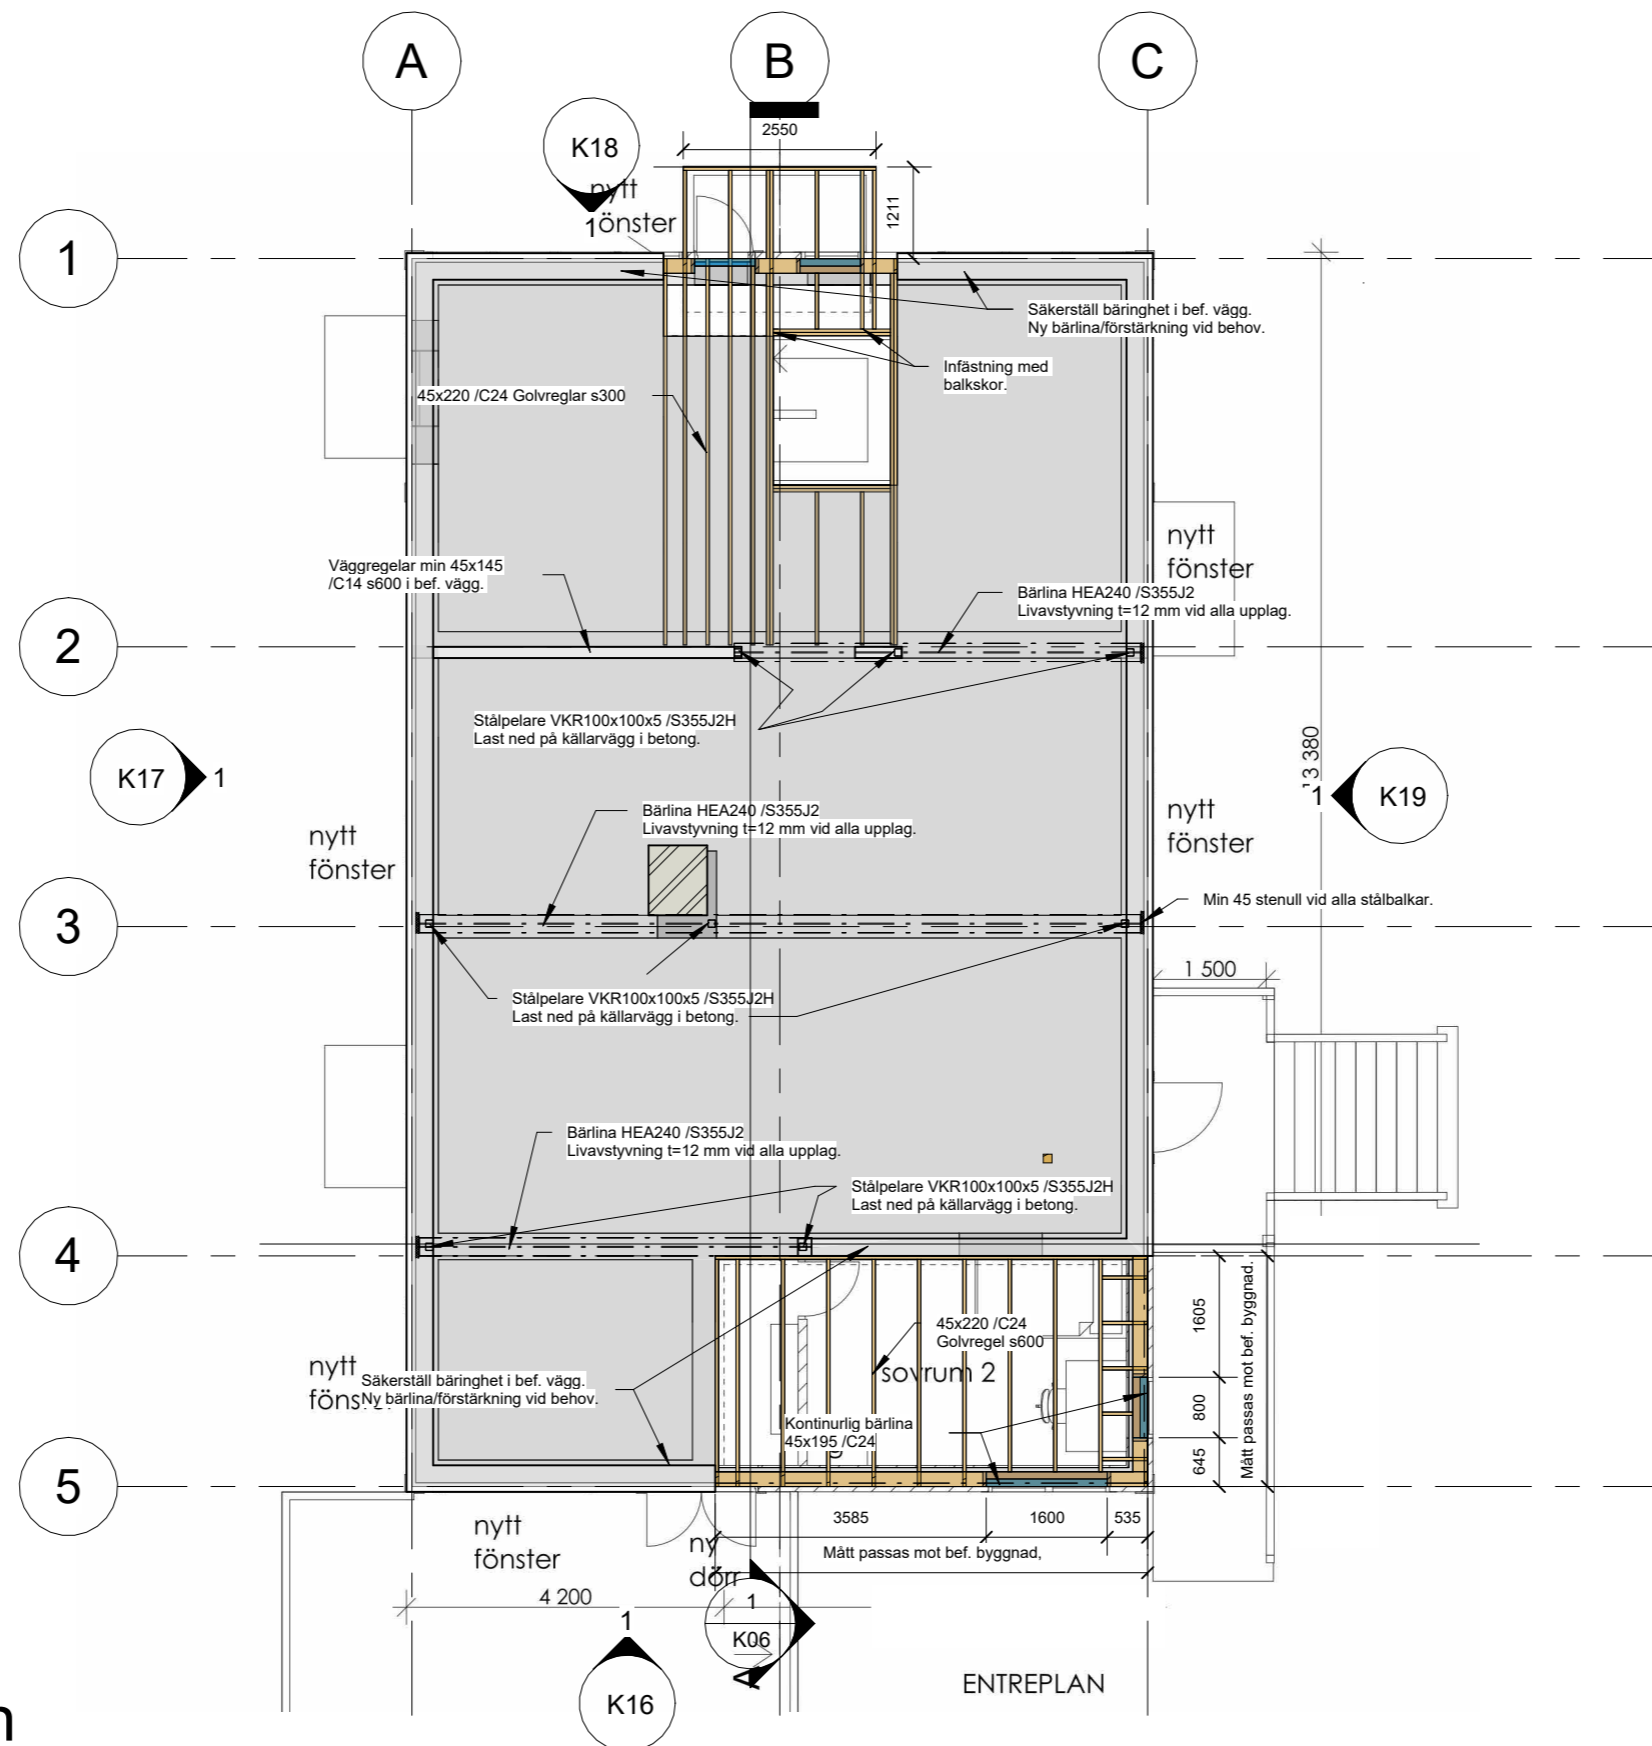 A
B
C
2550
K18
nytt
1
fönster
1211
1
Säkerställ bäringhet i bef. vägg.
Ny bärlina/förstärkning vid behov.
Infästning med
balkskor.
45x220 /C24 Golvreglar s300
nytt
fönster
Väggregelar min 45x145
/C14 s600 i bef. vägg.
Bärlina HEA240 /S355J2
Livavstyvning t=12 mm vid alla upplag.
2
Stålpelare VKR100x100x5 /S355J2H
Last ned på källarvägg i betong.
13 380
K17
1
1
K19
Bärlina HEA240 /S355J2
Livavstyvning t=12 mm vid alla upplag.
nytt
fönster
nytt
fönster
Min 45 stenull vid alla stålbalkar.
3
1 500
Stålpelare VKR100x100x5 /S355J2H
Last ned på källarvägg i betong.
Bärlina HEA240 /S355J2
Livavstyvning t=12 mm vid alla upplag.
Stålpelare VKR100x100x5 /S355J2H
Last ned på källarvägg i betong.
4
1605
800
645
Mått passas mot bef. byggnad.
45x220 /C24
Golvregel s600
sovrum 2
nytt
fönster
Säkerställ bäringhet i bef. vägg.
Ny bärlina/förstärkning vid behov.
Kontinurlig bärlina
45x195 /C24
5
3585
1600
535
nytt
fönster
ny
dörr
Mått passas mot bef. byggnad,
4 200
1
1
K06
A
K16
ENTREPLAN